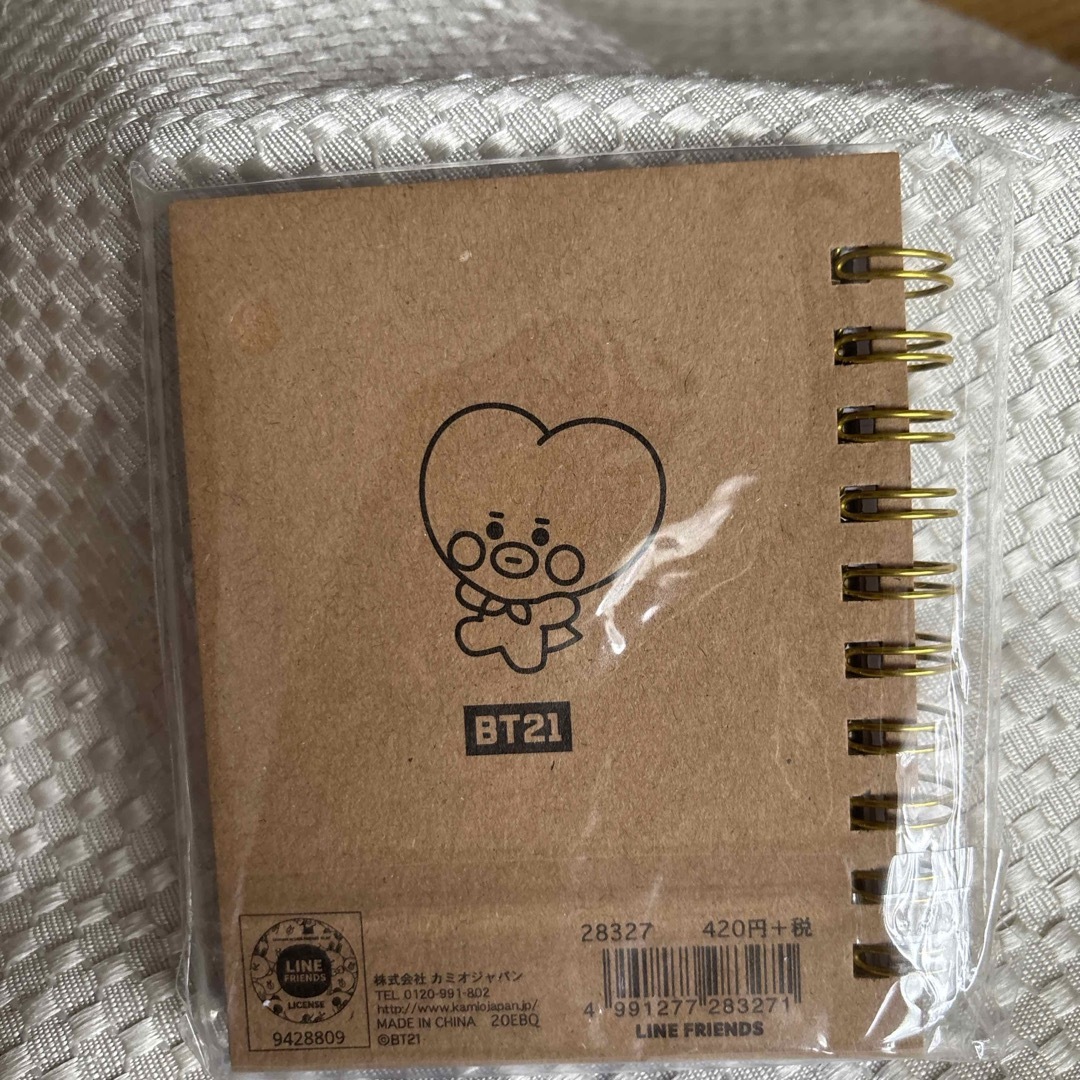 BT21
28327 420円+税
4 991277 283271
LINE FRIENDS
LINE
FRIENDS
LICENSE
9428809
株式会社 カミオジャパン
TEL 0120-991-802
http://www.kamiojapan.jp/
MADE IN CHINA 20EBQ
©BT21